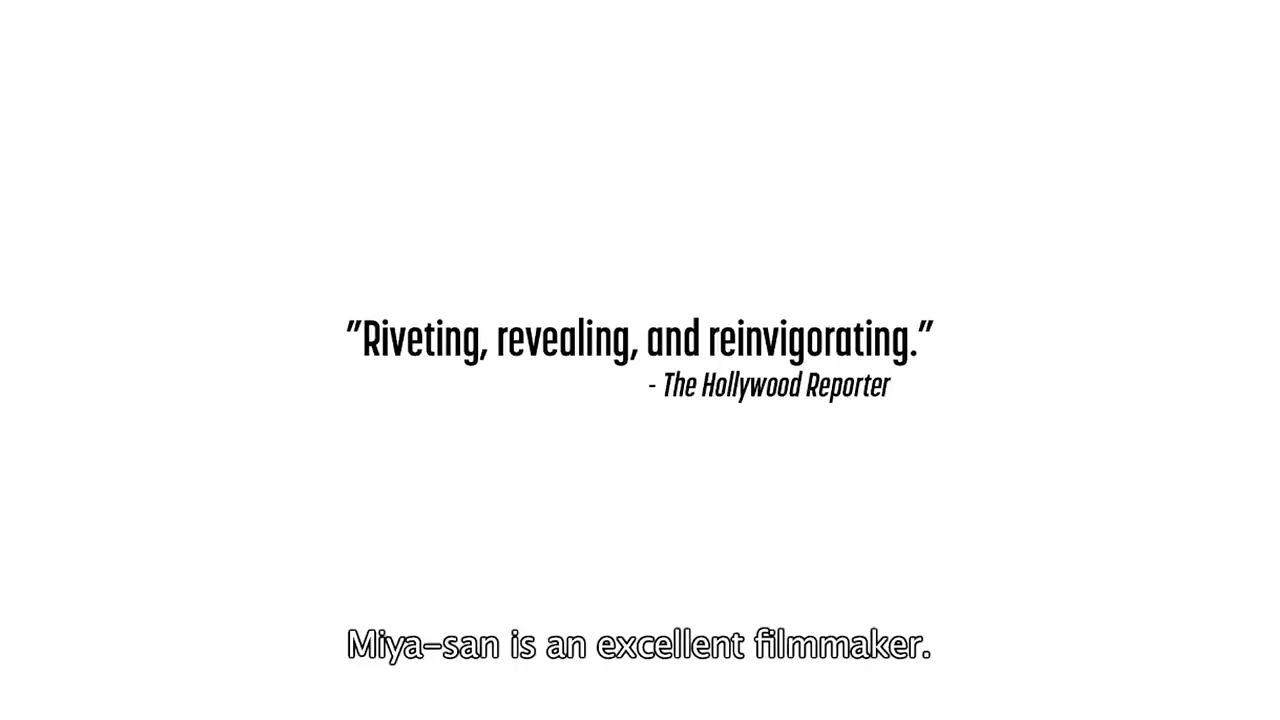 "Riveting, revealing, and reinvigorating."
- The Hollywood Reporter
Miya-san is an excellent filmmaker.